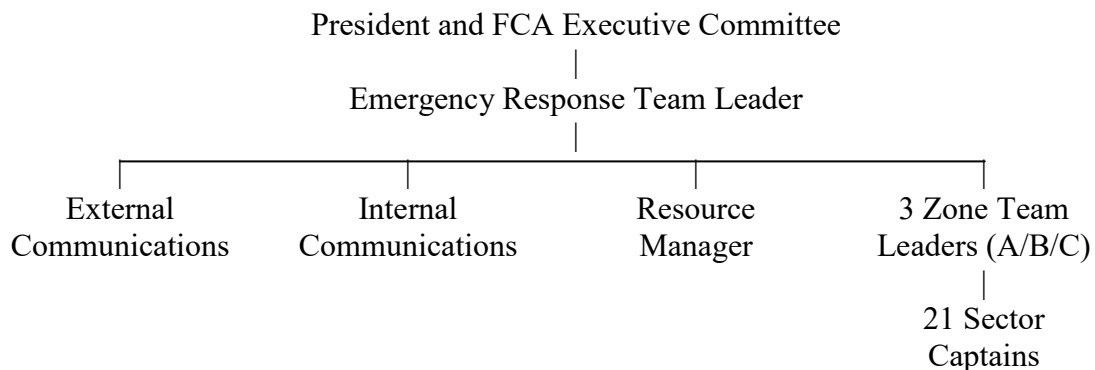 President and FCA Executive Committee
Emergency Response Team Leader
External
Communications
Internal
Communications
Resource
Manager
3 Zone Team
Leaders (A/B/C)
21 Sector
Captains